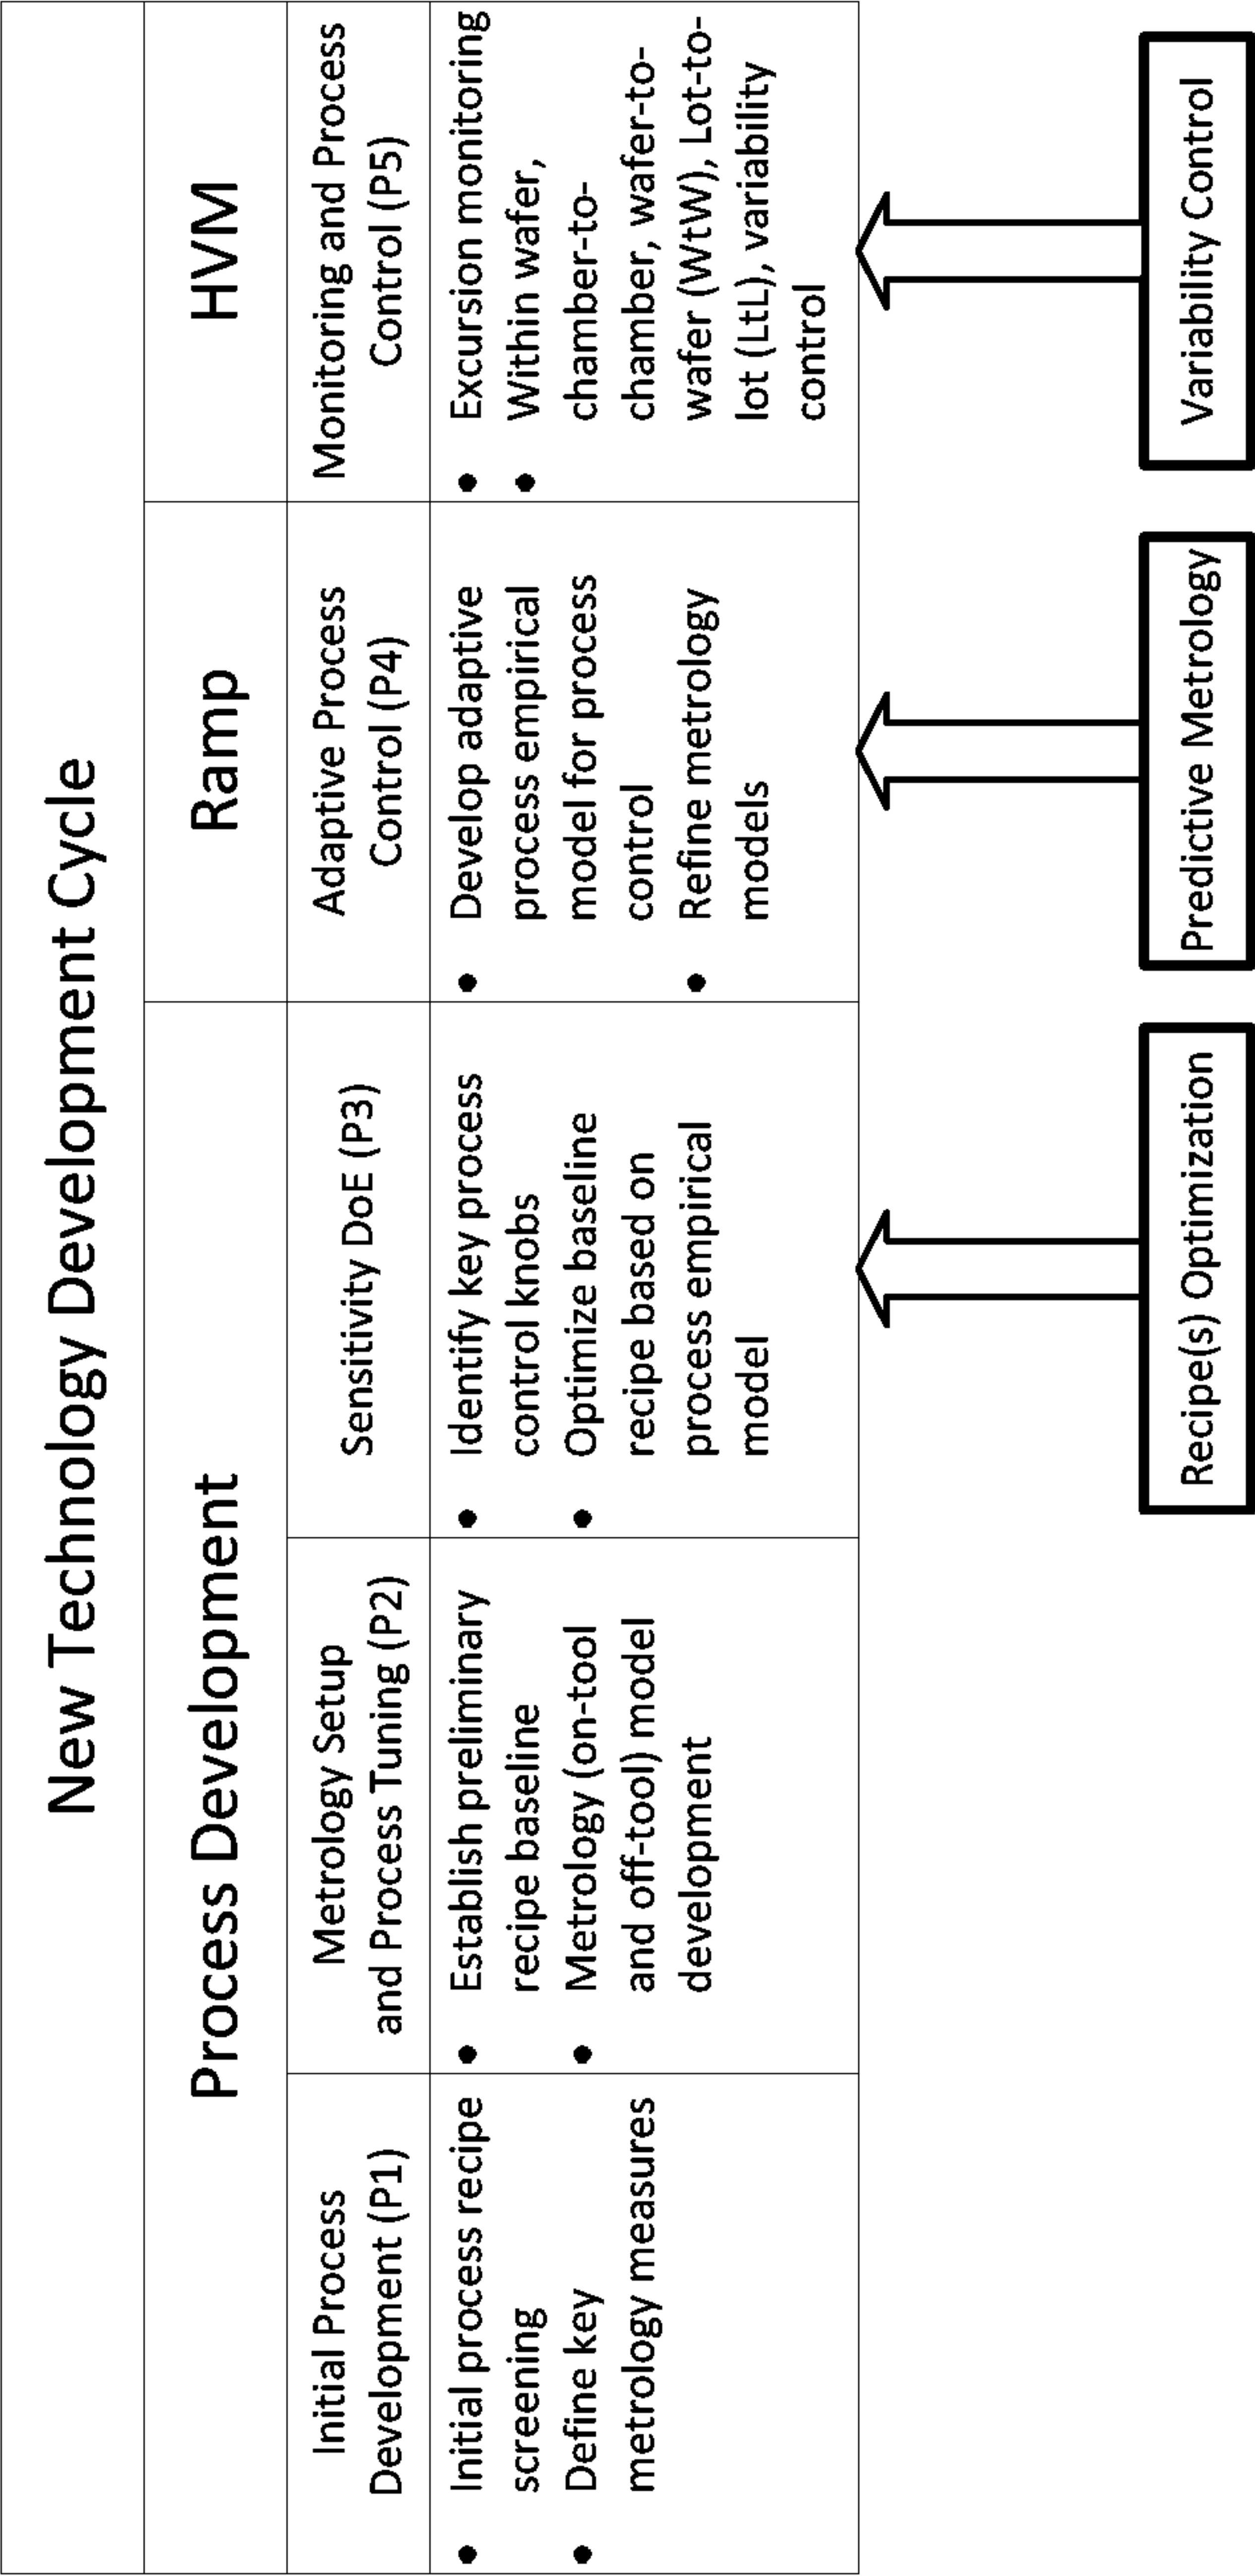 New Technology Development Cycle
Process Development
Ramp
HVM
Initial Process
Development (P1)
Metrology Setup
and Process Tuning (P2)
Sensitivity DoE (P3)
Adaptive Process
Control (P4)
Monitoring and Process
Control (P5)
• Initial process recipe
screening
• Define key
metrology measures
• Establish preliminary
recipe baseline
• Metrology (on-tool
and off-tool) model
development
• Identify key process
control knobs
• Optimize baseline
recipe based on
process empirical
model
• Develop adaptive
process empirical
model for process
control
• Refine metrology
models
• Excursion monitoring
• Within wafer,
chamber-to-
chamber, wafer-to-
wafer (WtW), Lot-to-
lot (LtL), variability
control
Recipe(s) Optimization
Predictive Metrology
Variability Control